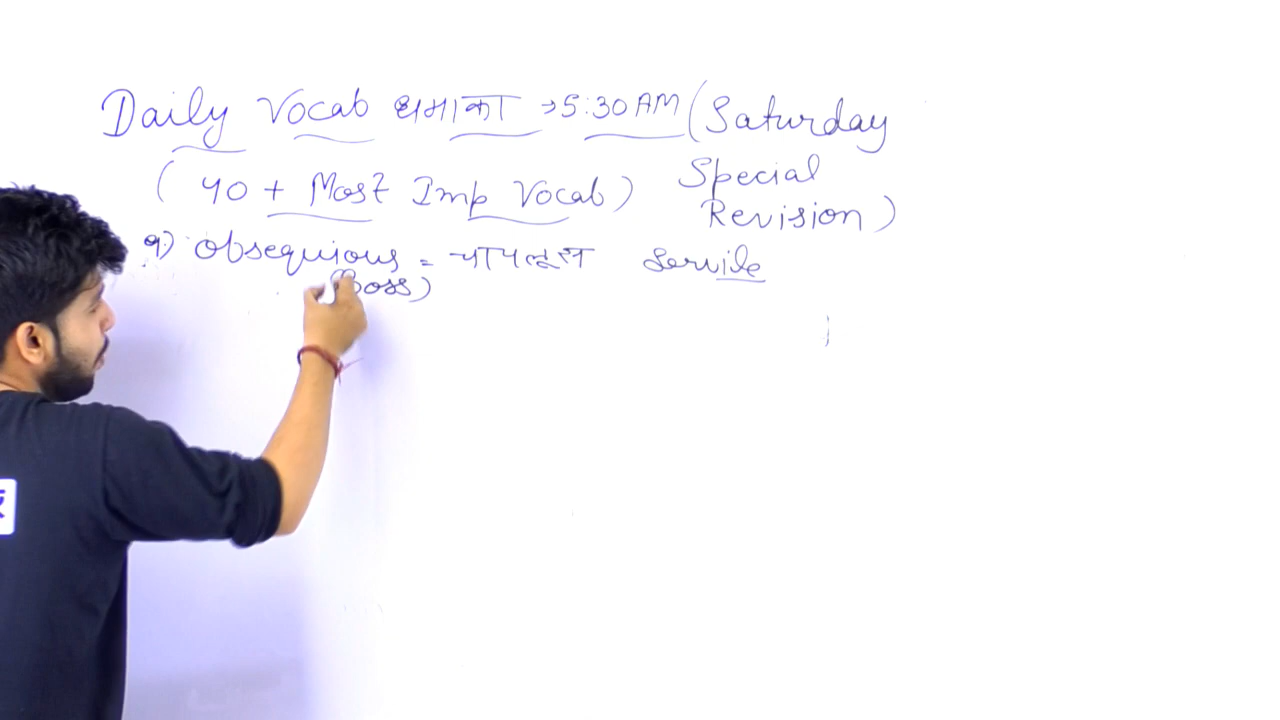 Daily Vocab धमाका → 5:30 AM (Saturday
Special
Revision)
( 40 + Most Imp Vocab )
9.) Obsequious = चापलूस Servile
(Boss)